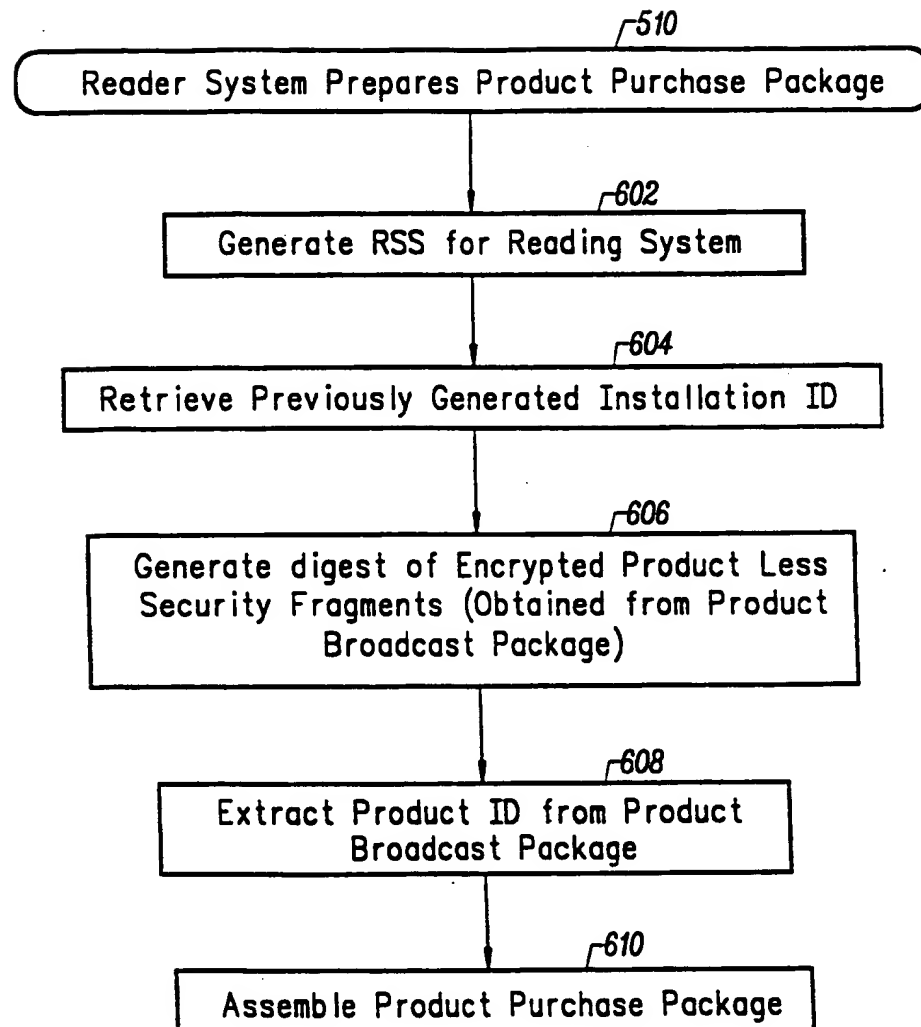 510
Reader System Prepares Product Purchase Package
602
Generate RSS for Reading System
604
Retrieve Previously Generated Installation ID
606
Generate digest of Encrypted Product Less
Security Fragments (Obtained from Product
Broadcast Package)
608
Extract Product ID from Product
Broadcast Package
610
Assemble Product Purchase Package